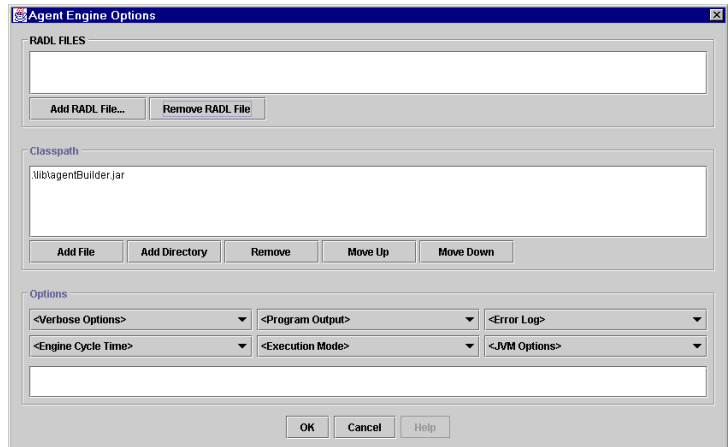 Agent Engine Options
RADL FILES
Add RADL File... Remove RADL File
Classpath
.\lib\agentBuilder.jar
Add File Add Directory Remove Move Up Move Down
Options
<Verbose Options> <Program Output> <Error Log>
<Engine Cycle Time> <Execution Mode> <JVM Options>
OK Cancel Help